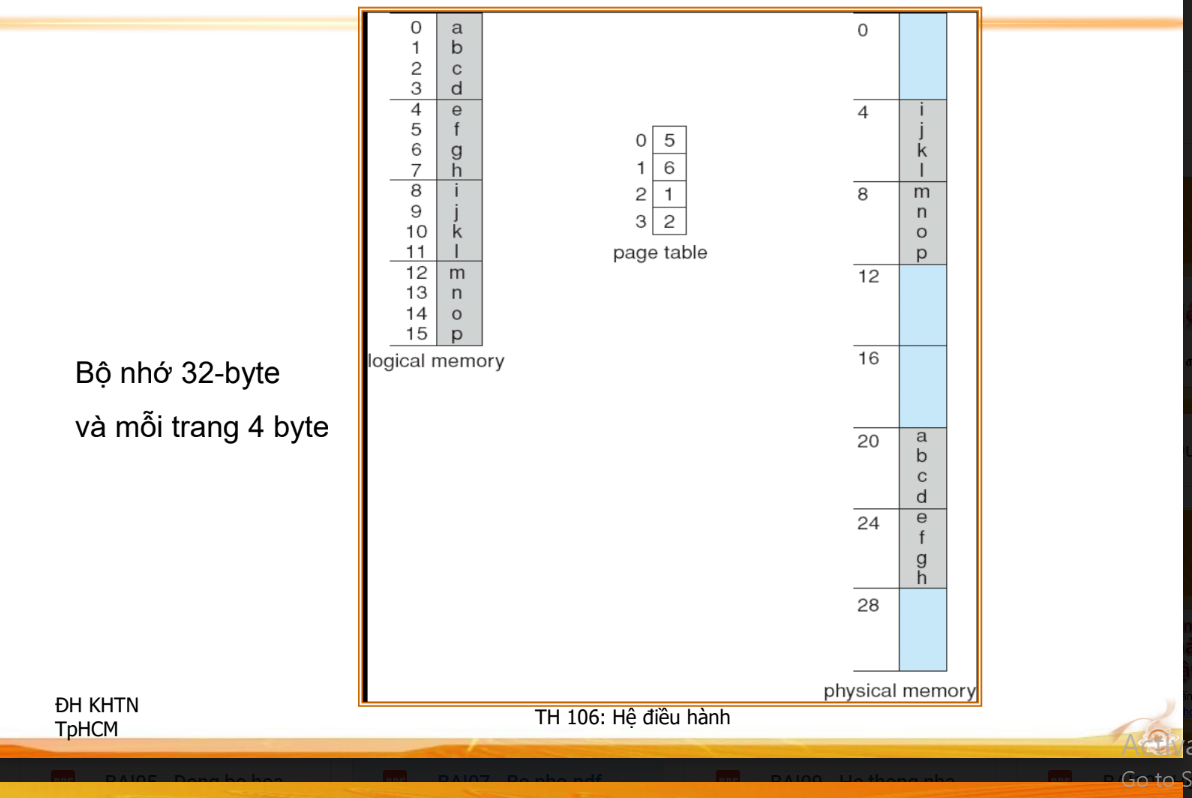 0 a
1 b
2 c
3 d
4 e
5 f
6 g
7 h
8 i
9 j
10 k
11 l
12 m
13 n
14 o
15 p
logical memory
0 5
1 6
2 1
3 2
page table
0
4 i
j
k
l
8 m
n
o
p
12
16
20 a
b
c
d
24 e
f
g
h
28
physical memory
Bộ nhớ 32-byte
và mỗi trang 4 byte
ĐH KHTN
TpHCM
TH 106: Hệ điều hành
Go to S